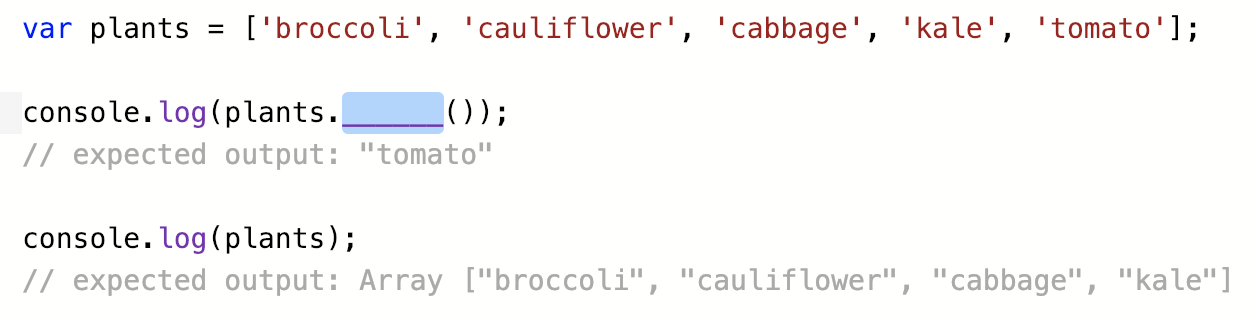 var plants = ['broccoli', 'cauliflower', 'cabbage', 'kale', 'tomato'];
console.log(plants.______());
// expected output: "tomato"
console.log(plants);
// expected output: Array ["broccoli", "cauliflower", "cabbage", "kale"]